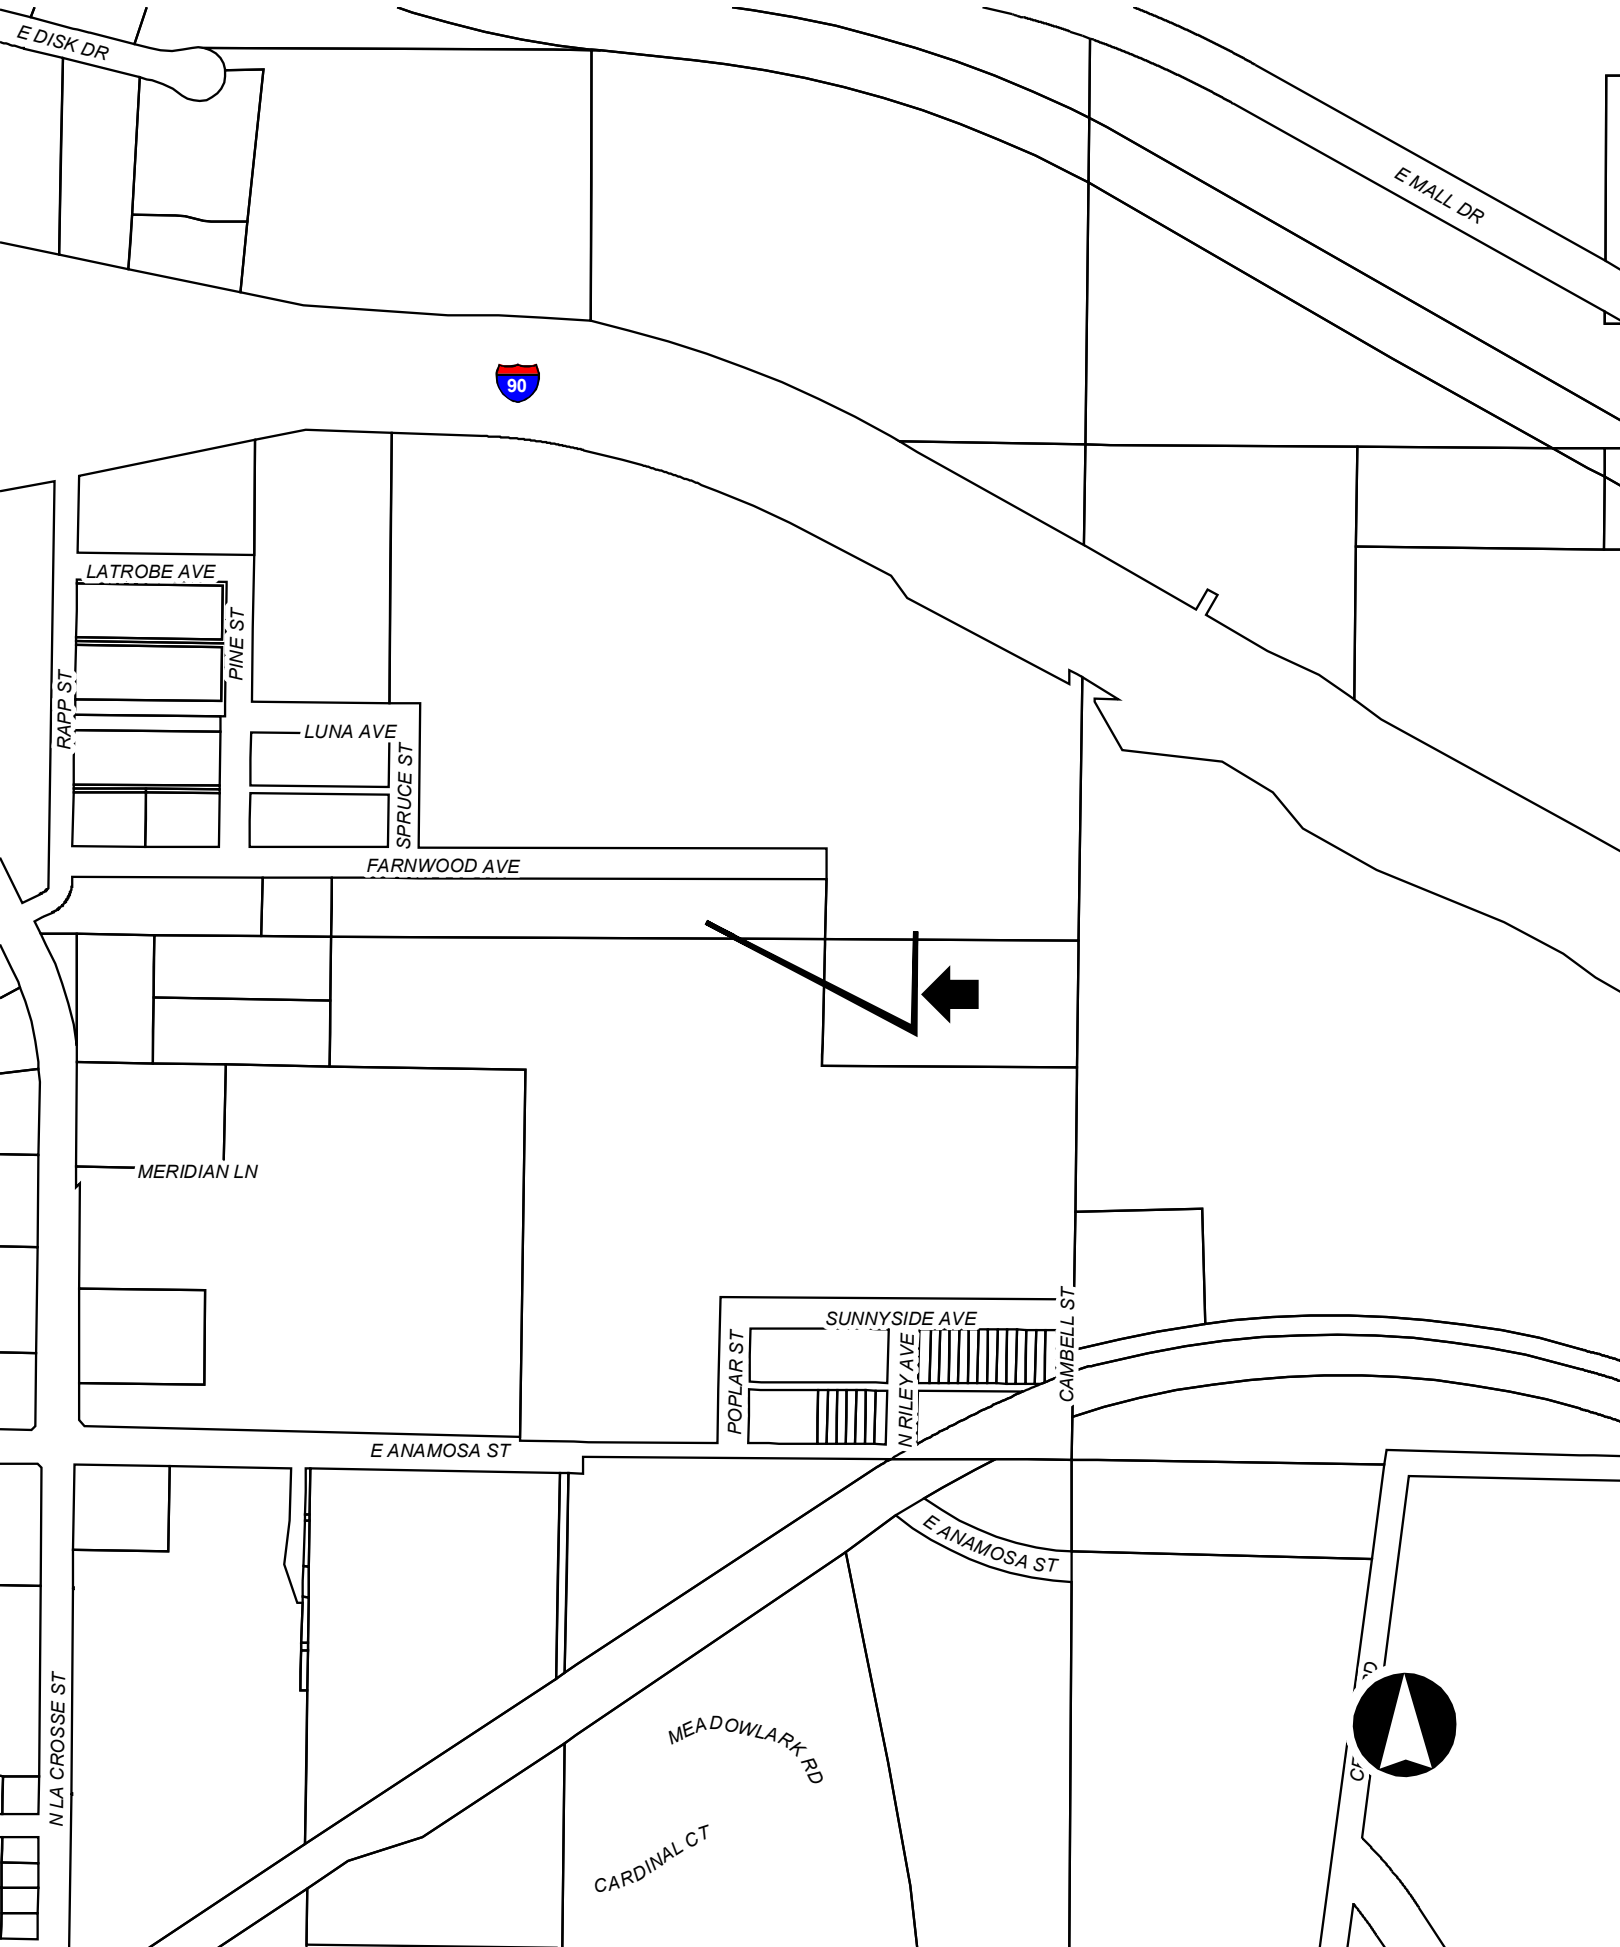 E DISK DR
E MALL DR
90
LATROBE AVE
PINE ST
RAPP ST
LUNA AVE
SPRUCE ST
FARNWOOD AVE
MERIDIAN LN
SUNNYSIDE AVE
CAMBELL ST
POPLAR ST
N RILEY AVE
E ANAMOSA ST
E ANAMOSA ST
N LA CROSSE ST
MEADOWLARK RD
CARDINAL CT